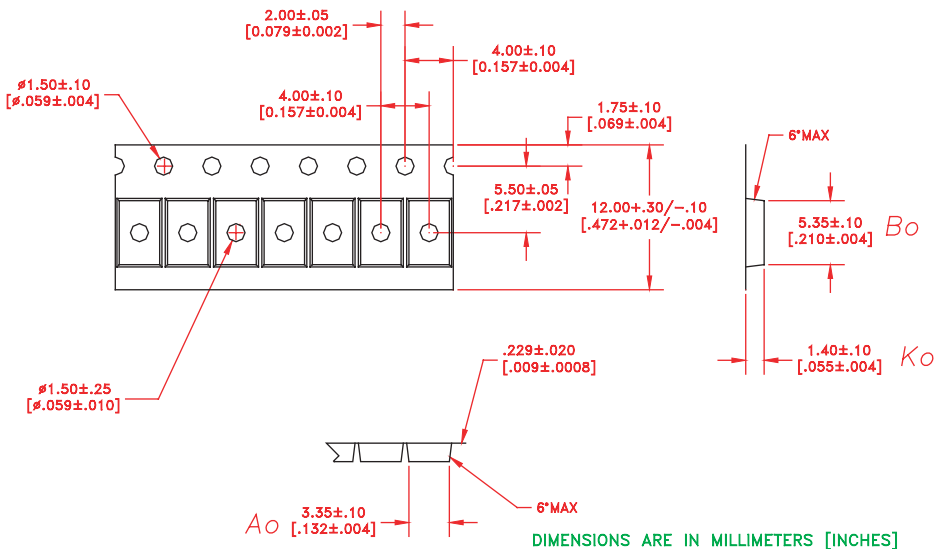 2.00±.05
[0.079±0.002]
4.00±.10
[0.157±0.004]
ø1.50±.10
[ø.059±.004]
4.00±.10
[0.157±0.004]
1.75±.10
[.069±.004]
6°MAX
5.50±.05
[.217±.002]
12.00+.30/-.10
[.472+.012/-.004]
5.35±.10
[.210±.004]
Bo
1.40±.10
[.055±.004]
Ko
.229±.020
[.009±.0008]
ø1.50±.25
[ø.059±.010]
Ao
3.35±.10
[.132±.004]
6°MAX
DIMENSIONS ARE IN MILLIMETERS [INCHES]